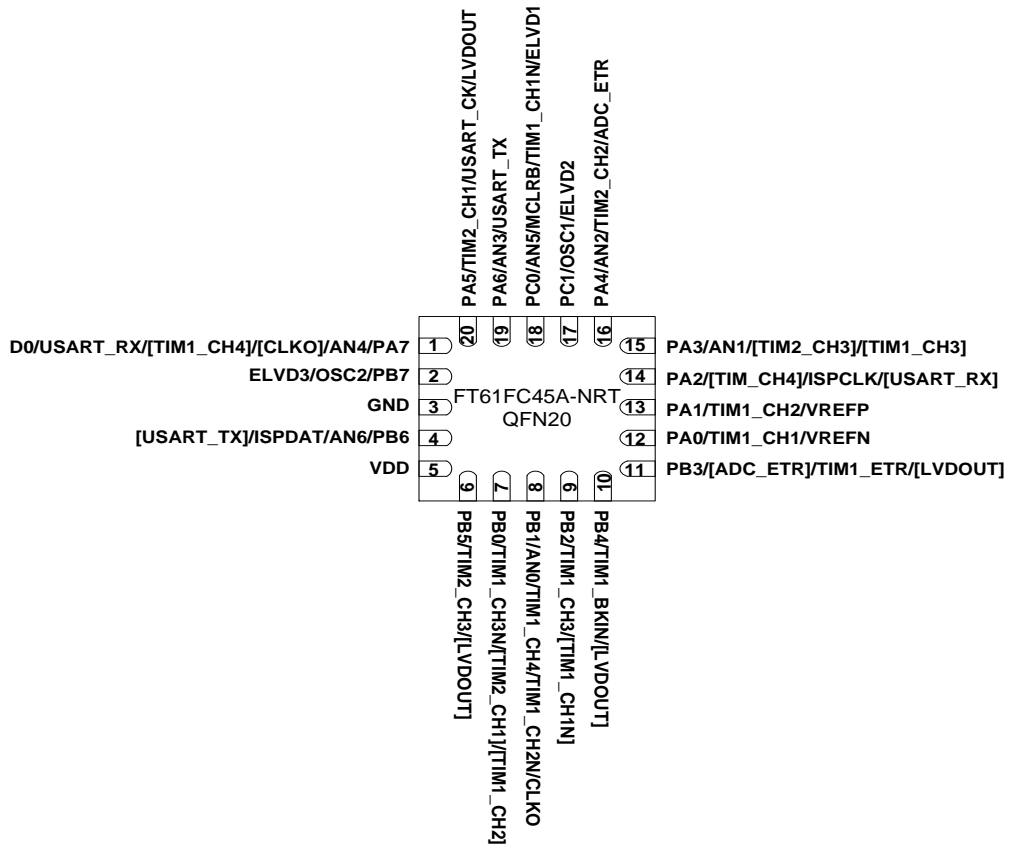 PA5/TIM2_CH1/USART_CK/LVDOUT
PA6/AN3/USART_TX
PC0/AN5/MCLRB/TIM1_CH1N/ELVD1
PC1/OSC1/ELVD2
PA4/AN2/TIM2_CH2/ADC_ETR
20 19 18 17 16
D0/USART_RX/[TIM1_CH4]/[CLKO]/AN4/PA7 1
ELVD3/OSC2/PB7 2
GND 3
[USART_TX]/ISPDAT/AN6/PB6 4
VDD 5
FT61FC45A-NRT
QFN20
15 PA3/AN1/[TIM2_CH3]/[TIM1_CH3]
14 PA2/[TIM_CH4]/ISPCLK/[USART_RX]
13 PA1/TIM1_CH2/VREFP
12 PA0/TIM1_CH1/VREFN
11 PB3/[ADC_ETR]/TIM1_ETR/[LVDOUT]
6 7 8 9 10
PB5/TIM2_CH3/[LVDOUT]
PB0/TIM1_CH3N/[TIM2_CH1]/[TIM1_CH2]
PB1/AN0/TIM1_CH4/TIM1_CH2N/CLKO
PB2/TIM1_CH3/[TIM1_CH1N]
PB4/TIM1_BKIN/[LVDOUT]